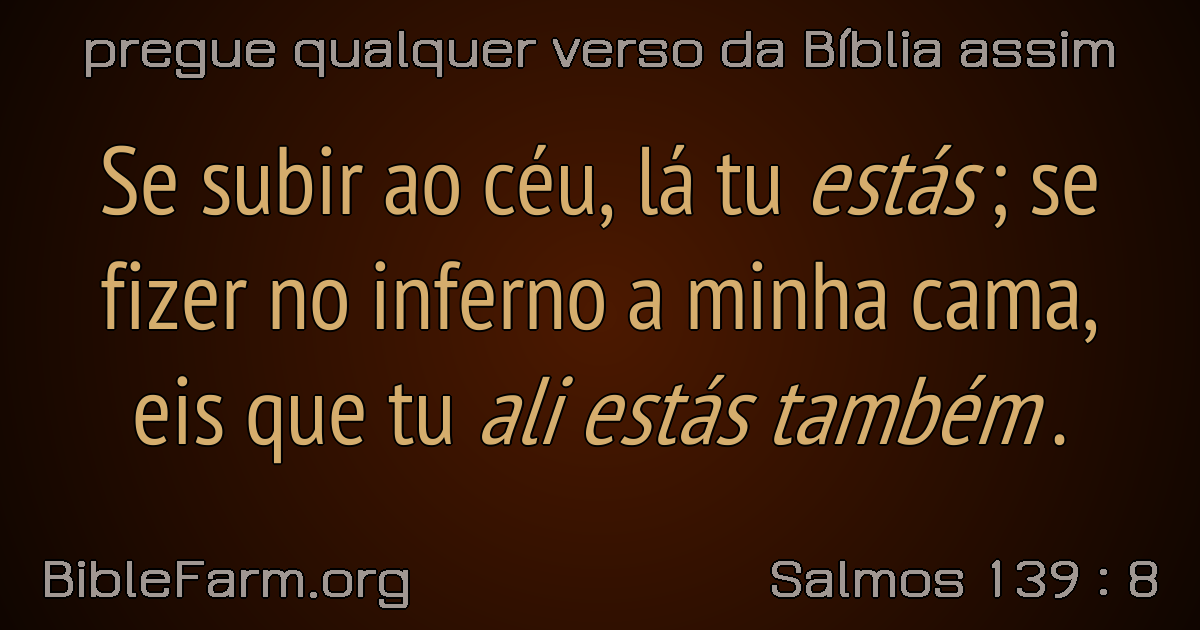 pregue qualquer verso da Bíblia assim
Se subir ao céu, lá tu estás; se
fizer no inferno a minha cama,
eis que tu ali estás também.
BibleFarm.org
Salmos 139 : 8